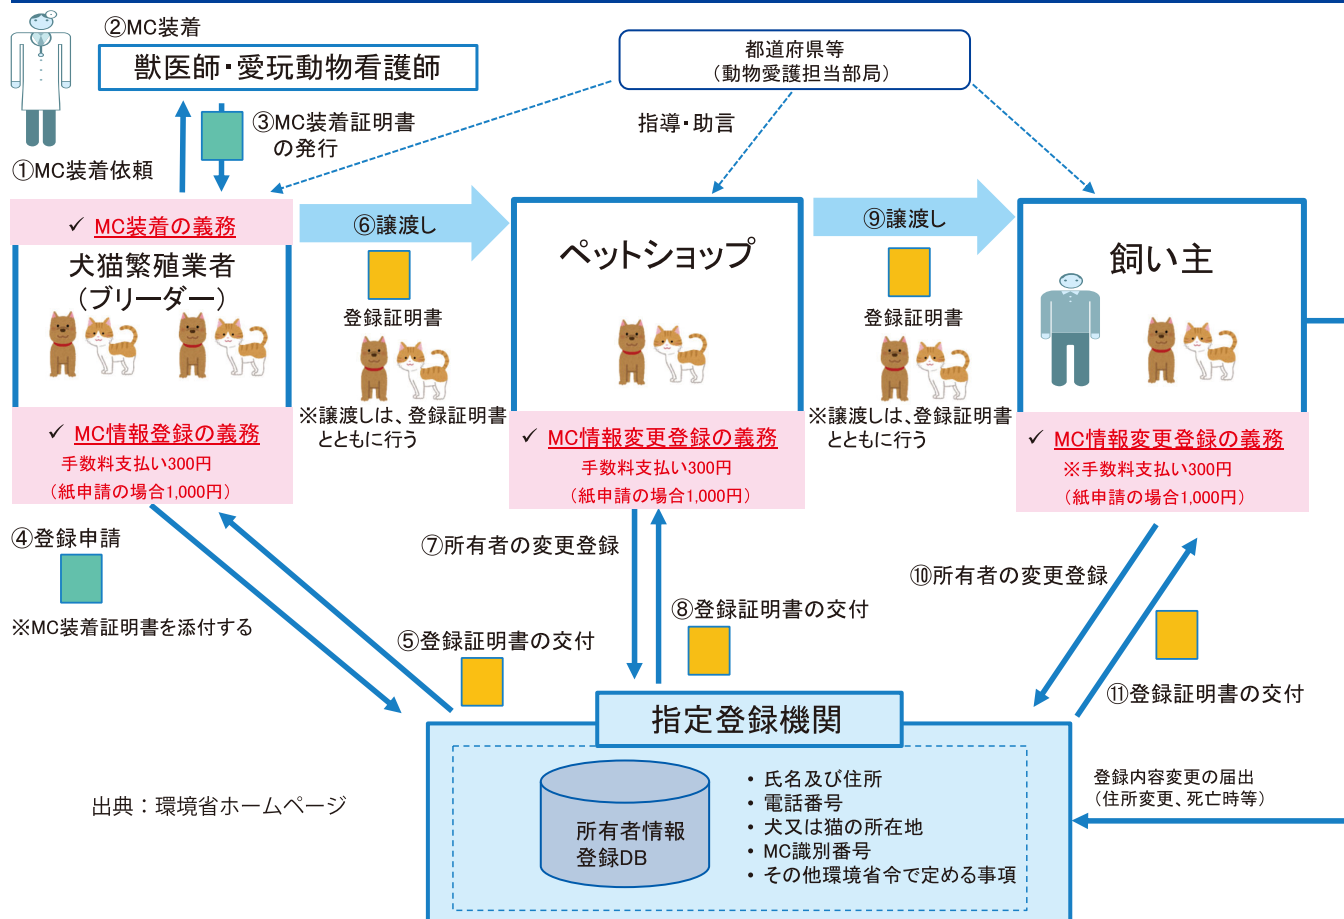 ②MC装着
獣医師・愛玩動物看護師
③MC装着証明書
の発行
①MC装着依頼
都道府県等
（動物愛護担当部局）
指導・助言
✓ MC装着の義務
犬猫繁殖業者
（ブリーダー）
✓ MC情報登録の義務
手数料支払い300円
（紙申請の場合1,000円）
⑥譲渡し
登録証明書
※譲渡しは、登録証明書
とともに行う
ペットショップ
✓ MC情報変更登録の義務
手数料支払い300円
（紙申請の場合1,000円）
⑨譲渡し
登録証明書
※譲渡しは、登録証明書
とともに行う
飼い主
✓ MC情報変更登録の義務
※手数料支払い300円
（紙申請の場合1,000円）
④登録申請
※MC装着証明書を添付する
⑤登録証明書の交付
⑦所有者の変更登録
⑧登録証明書の交付
⑩所有者の変更登録
⑪登録証明書の交付
指定登録機関
所有者情報
登録DB
・氏名及び住所
・電話番号
・犬又は猫の所在地
・MC識別番号
・その他環境省令で定める事項
登録内容変更の届出
（住所変更、死亡時等）
出典：環境省ホームページ